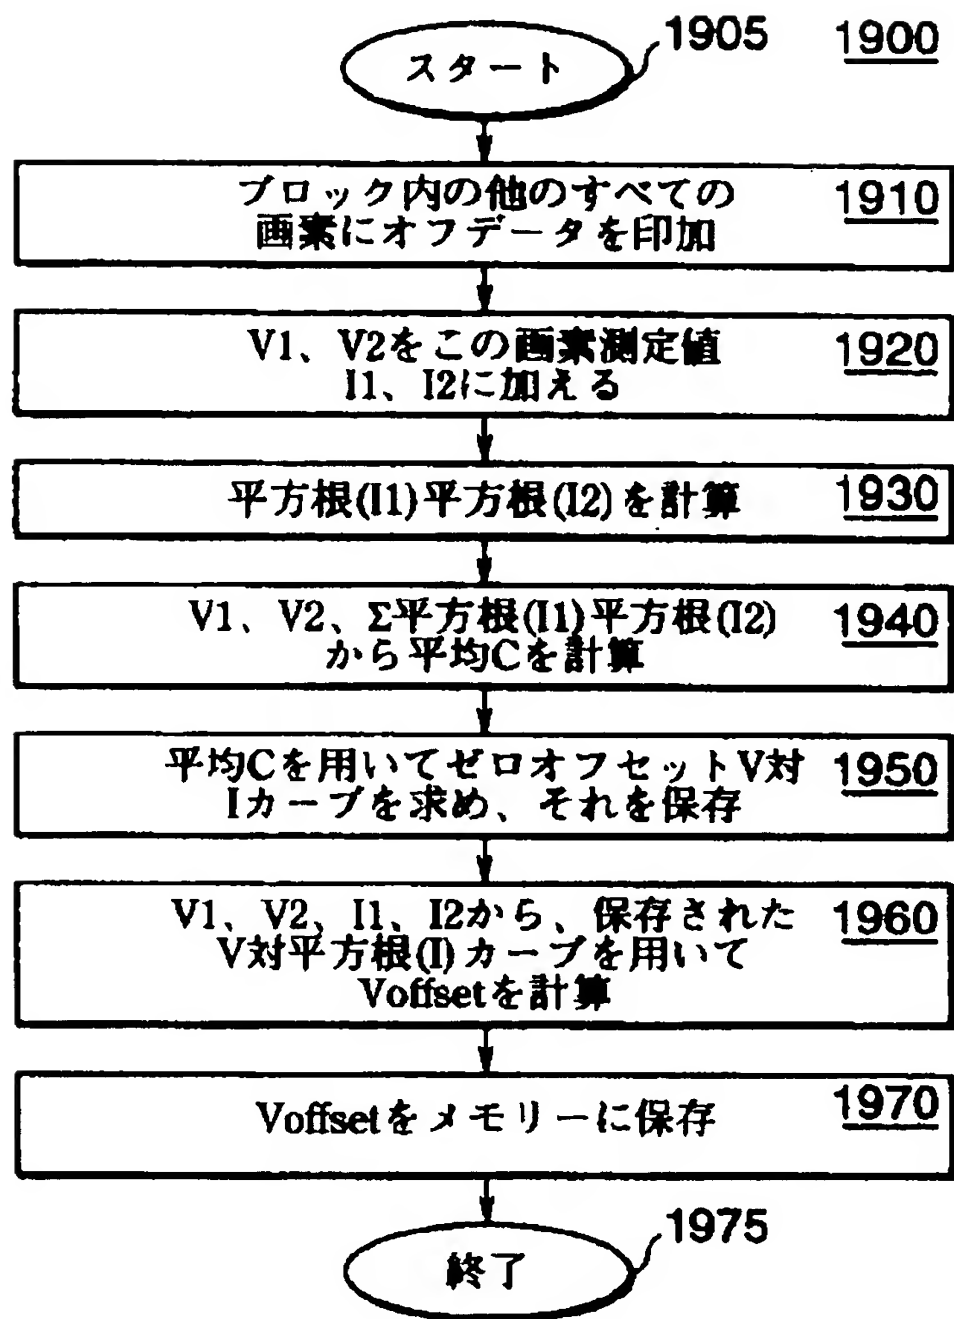 1900
スタート
1905
ブロック内の他のすべての
画素にオフデータを印加
1910
V1、V2をこの画素測定値
I1、I2に加える
1920
平方根(I1)平方根(I2)を計算
1930
V1、V2、Σ平方根(I1)平方根(I2)
から平均Cを計算
1940
平均Cを用いてゼロオフセットV対
Iカーブを求め、それを保存
1950
V1、V2、I1、I2から、保存された
V対平方根(I)カーブを用いて
Voffsetを計算
1960
Voffsetをメモリーに保存
1970
終了
1975